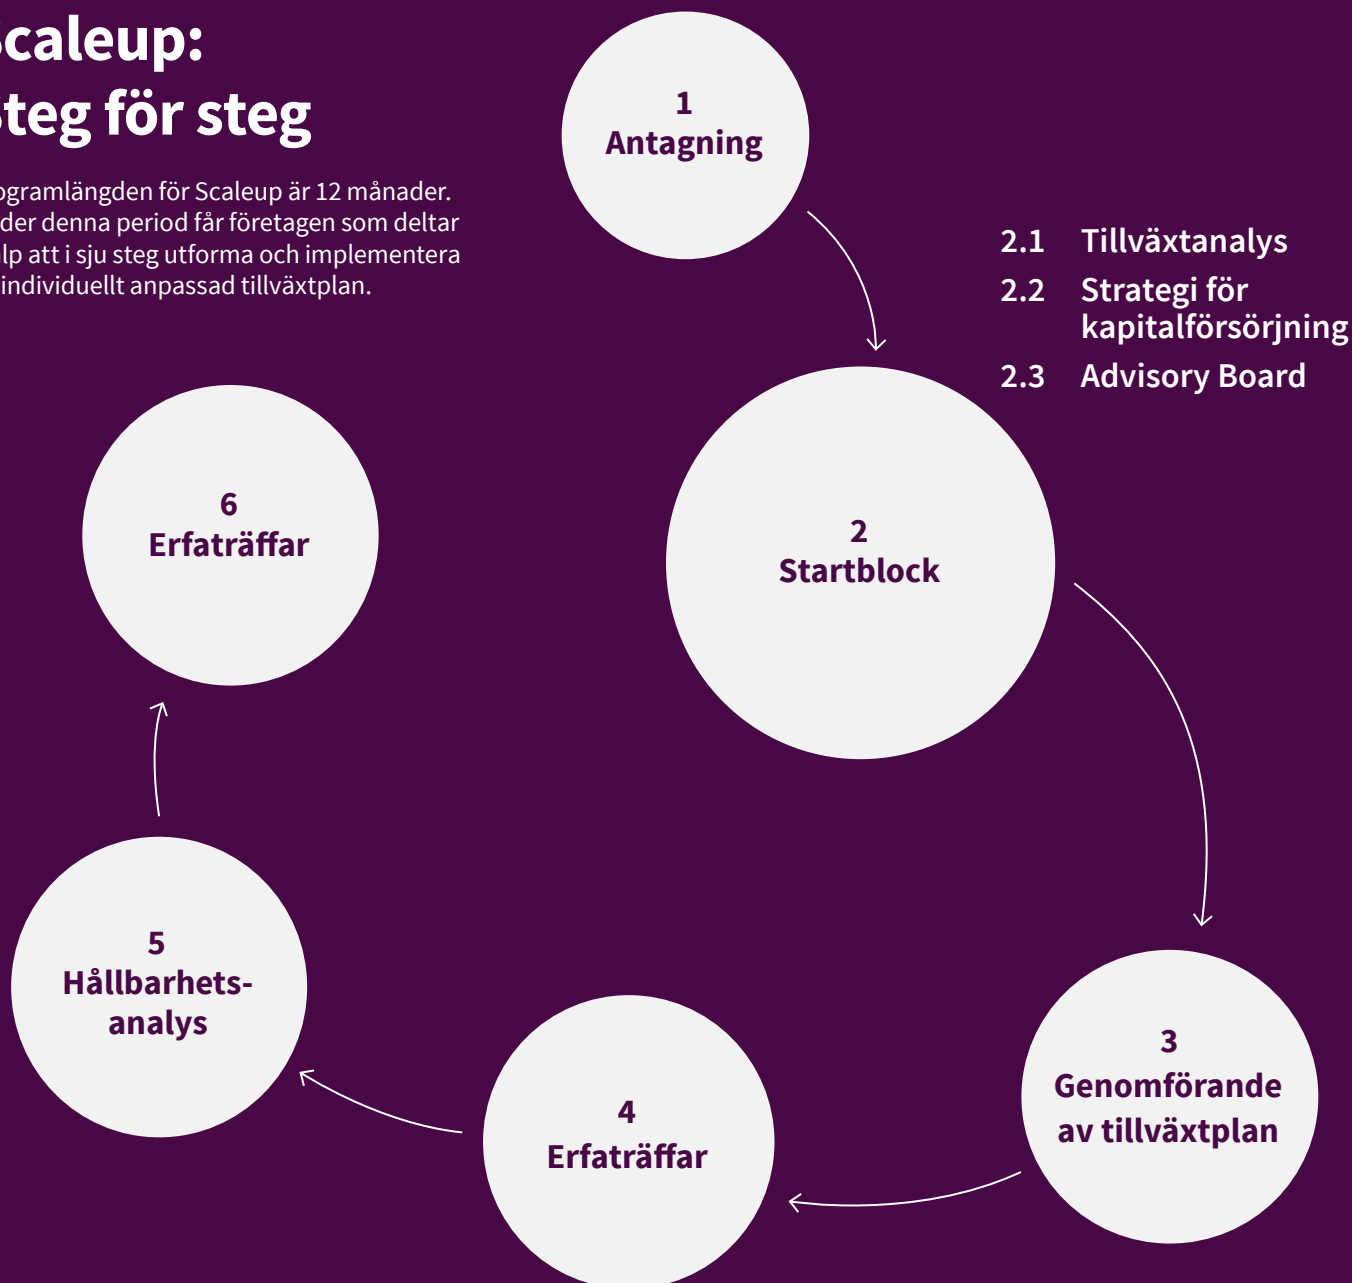 caleup:
teg för steg
ogramlängden för Scaleup är 12 månader.
der denna period får företagen som deltar
lp att i sju steg utforma och implementera
individuellt anpassad tillväxtplan.
1
Antagning
2.1 Tillväxtanalys
2.2 Strategi för
kapitalförsörjning
2.3 Advisory Board
2
Startblock
3
Genomförande
av tillväxtplan
4
Erfaträffar
5
Hållbarhets-
analys
6
Erfaträffar